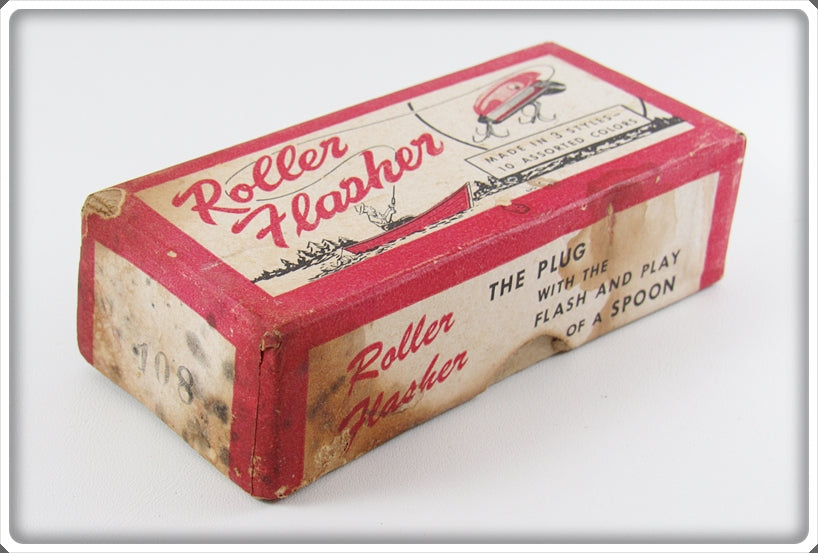 Roller
Flasher
MADE IN 3 STYLES—
10 ASSORTED COLORS
Roller
Flasher
THE PLUG
WITH THE
FLASH AND PLAY
OF A SPOON
108